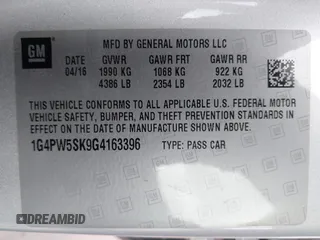 GM
MFD BY GENERAL MOTORS LLC
DATE GVWR GAWR FRT GAWR RR
04/16 1990 KG 1068 KG 922 KG
4386 LB 2354 LB 2032 LB
THIS VEHICLE CONFORMS TO ALL APPLICABLE U.S. FEDERAL MOTOR
VEHICLE SAFETY, BUMPER, AND THEFT PREVENTION STANDARDS
IN EFFECT ON THE DATE OF MANUFACTURE SHOWN ABOVE.
1G4PW5SK9G4163396 TYPE: PASS CAR
DREAMBID